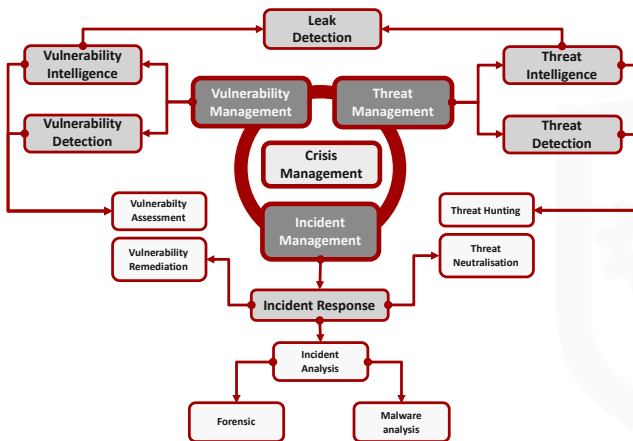 Leak
Detection
Vulnerability
Intelligence
Threat
Intelligence
Vulnerability
Management
Threat
Management
Vulnerability
Detection
Threat
Detection
Crisis
Management
Vulnerabilty
Assessment
Threat Hunting
Incident
Management
Vulnerability
Remediation
Threat
Neutralisation
Incident Response
Incident
Analysis
Forensic
Malware
analysis